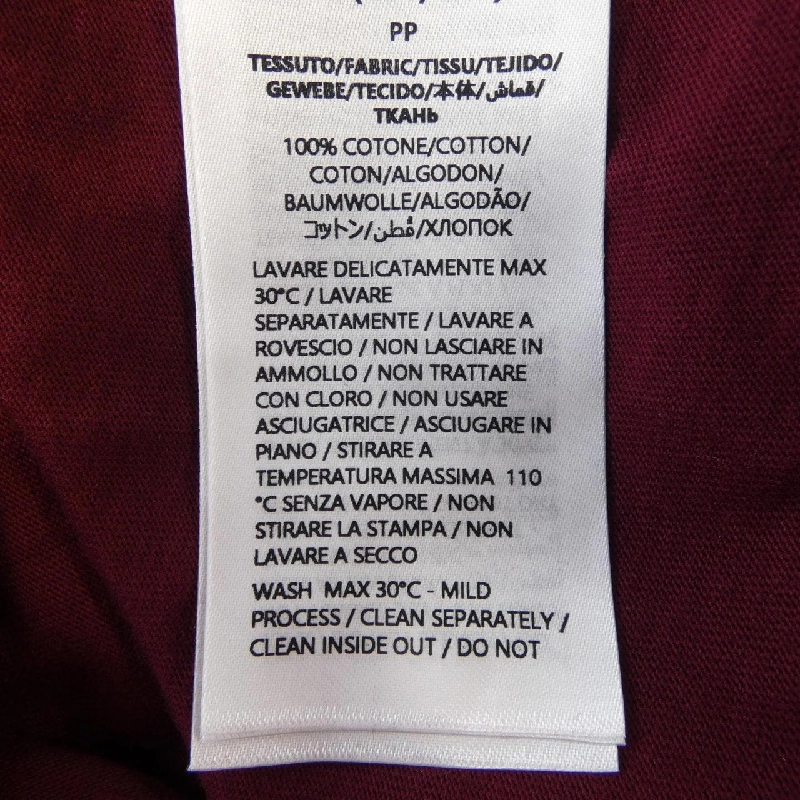 PP
TESSUTO/FABRIC/TISSU/TEJIDO/
GEWEBE/TECIDO/本体/قماش/
ТКАНЬ
100% COTONE/COTTON/
COTON/ALGODON/
BAUMWOLLE/ALGODÃO/
コットン/قُطن/ХЛОПОК
LAVARE DELICATAMENTE MAX
30°C / LAVARE
SEPARATAMENTE / LAVARE A
ROVESCIO / NON LASCIARE IN
AMMOLLO / NON TRATTARE
CON CLORO / NON USARE
ASCIUGATRICE / ASCIUGARE IN
PIANO / STIRARE A
TEMPERATURA MASSIMA 110
°C SENZA VAPORE / NON
STIRARE LA STAMPA / NON
LAVARE A SECCO
WASH MAX 30°C - MILD
PROCESS / CLEAN SEPARATELY /
CLEAN INSIDE OUT / DO NOT